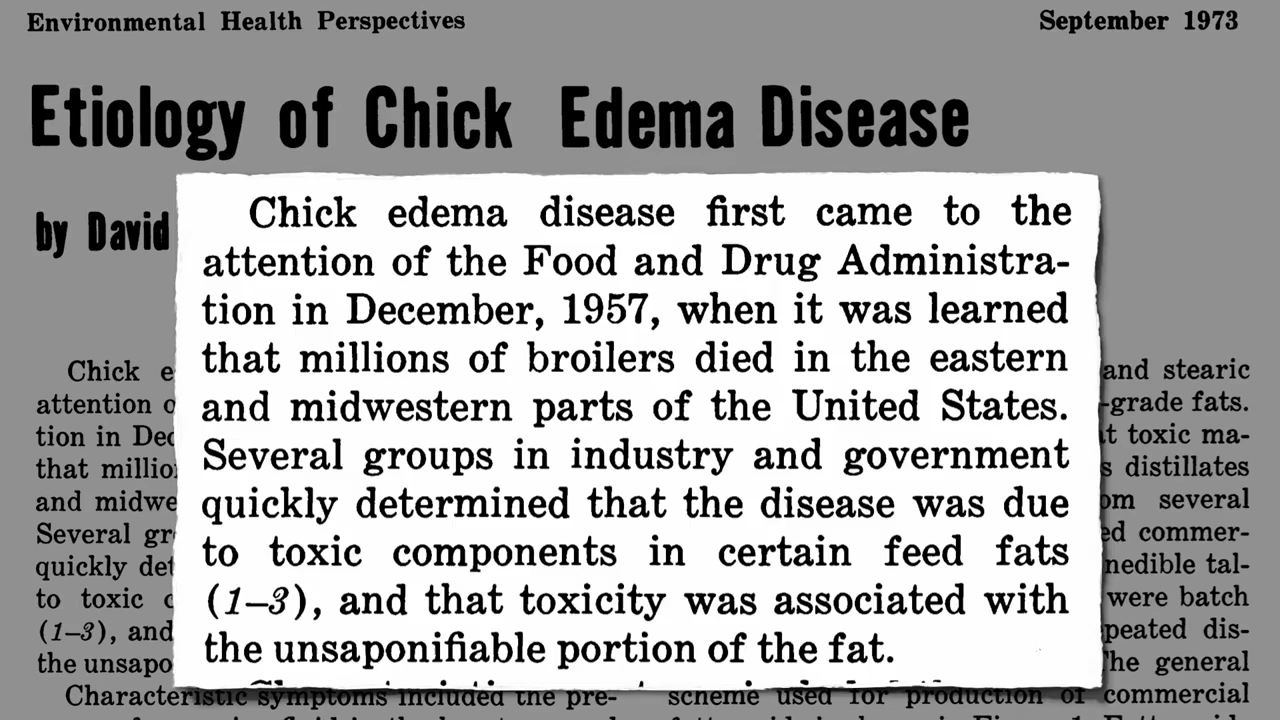 Environmental Health Perspectives
September 1973
Etiology of Chick Edema Disease
by David
Chick edema disease first came to the
attention of the Food and Drug Administra-
tion in December, 1957, when it was learned
that millions of broilers died in the eastern
and midwestern parts of the United States.
Several groups in industry and government
quickly determined that the disease was due
to toxic components in certain feed fats
(1–3), and that toxicity was associated with
the unsaponifiable portion of the fat.
Chick
attention
tion in Dec
that millio
and midwe
Several gr
quickly det
to toxic
(1–3), and
the unsapo
Characteristic symptoms included the pre-
and stearic
-grade fats.
toxic ma-
distillates
several
commer-
tal-
were batch
dis-
The general
scheme used for production of commercial